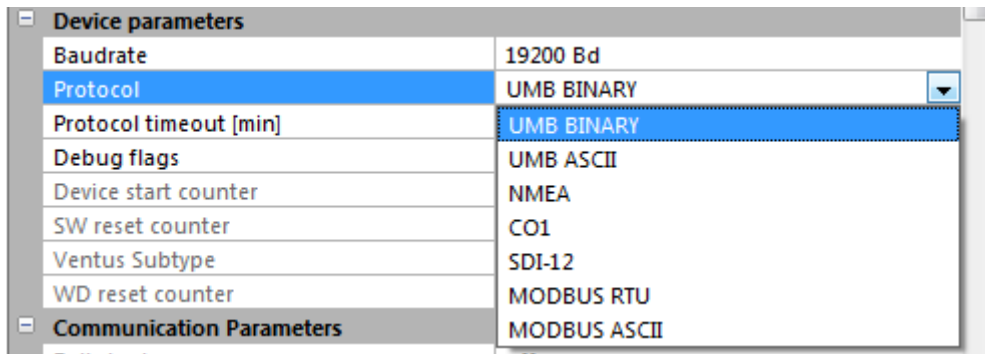 Device parameters
Baudrate 19200 Bd
Protocol UMB BINARY
Protocol timeout [min] UMB BINARY
Debug flags UMB ASCII
Device start counter NMEA
SW reset counter CO1
Ventus Subtype SDI-12
WD reset counter MODBUS RTU
Communication Parameters MODBUS ASCII